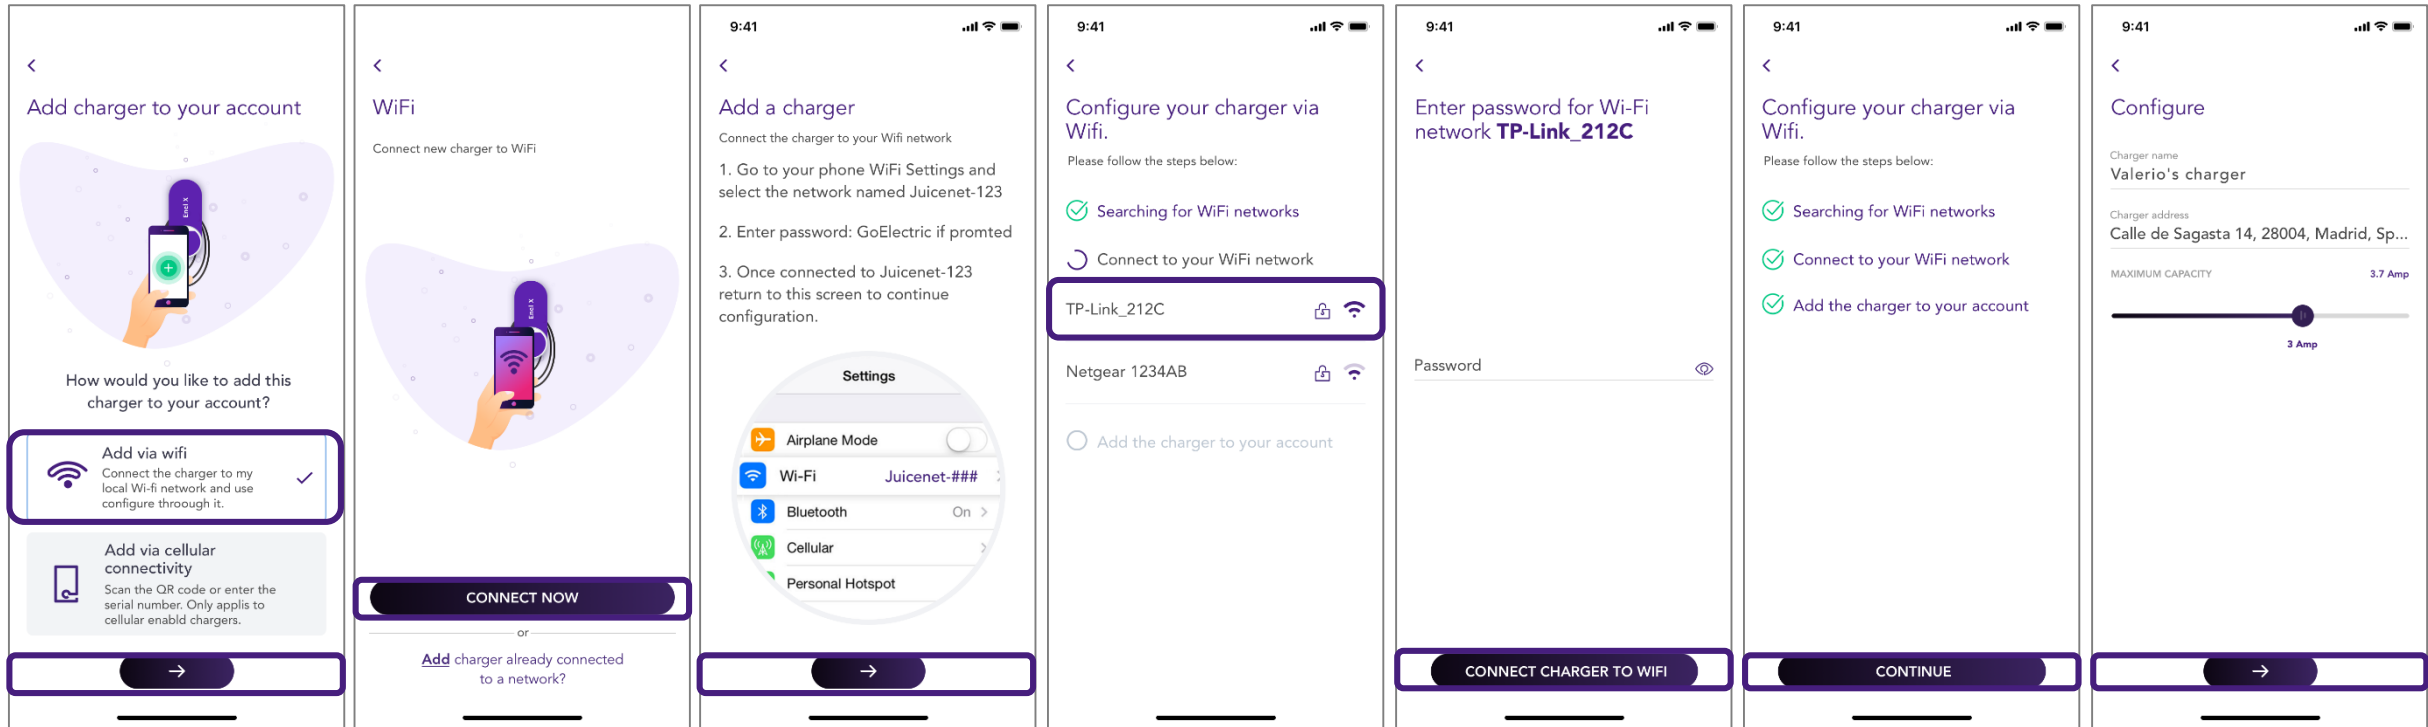 Add charger to your account
Enel X
How would you like to add this
charger to your account?
Add via wifi
Connect the charger to my
local Wi-fi network and use
configure throough it.
Add via cellular
connectivity
Scan the QR code or enter the
serial number. Only applis to
cellular enabld chargers.
WiFi
Connect new charger to WiFi
Enel X
CONNECT NOW
or
Add charger already connected
to a network?
9:41
Add a charger
Connect the charger to your Wifi network
1. Go to your phone WiFi Settings and
select the network named Juicenet-123
2. Enter password: GoElectric if promted
3. Once connected to Juicenet-123
return to this screen to continue
configuration.
Settings
Airplane Mode
Wi-Fi Juicenet-###
Bluetooth On
Cellular
Personal Hotspot
9:41
Configure your charger via
Wifi.
Please follow the steps below:
Searching for WiFi networks
Connect to your WiFi network
TP-Link_212C
Netgear 1234AB
Add the charger to your account
9:41
Enter password for Wi-Fi
network TP-Link_212C
Password
CONNECT CHARGER TO WIFI
9:41
Configure your charger via
Wifi.
Please follow the steps below:
Searching for WiFi networks
Connect to your WiFi network
Add the charger to your account
CONTINUE
9:41
Configure
Charger name
Valerio's charger
Charger address
Calle de Sagasta 14, 28004, Madrid, Sp...
MAXIMUM CAPACITY 3.7 Amp
3 Amp